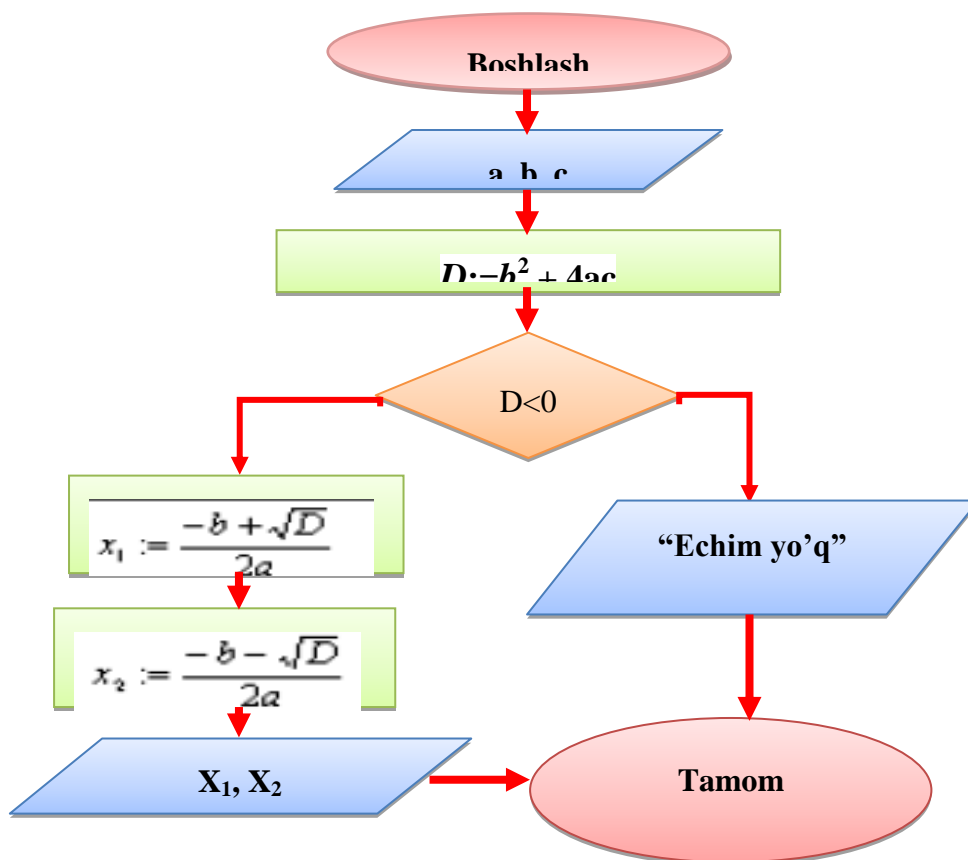 Boshlash
a, b, c
D:=b² + 4ac
D<0
x₁ := (-b + √D)/2a
“Echim yo’q”
x₂ := (-b - √D)/2a
X₁, X₂
Tamom